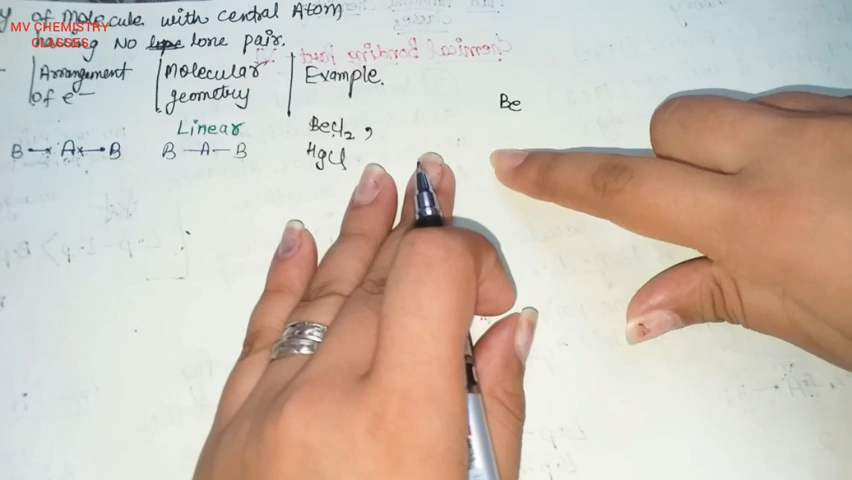 y of molecule with central Atom
MV CHEMISTRY
CLASSES
having No lone pair.
Arrangement of e⁻ | Molecular geometry | Example.
Linear
BeCl₂,
B A B
B — A — B
HgCl
Be